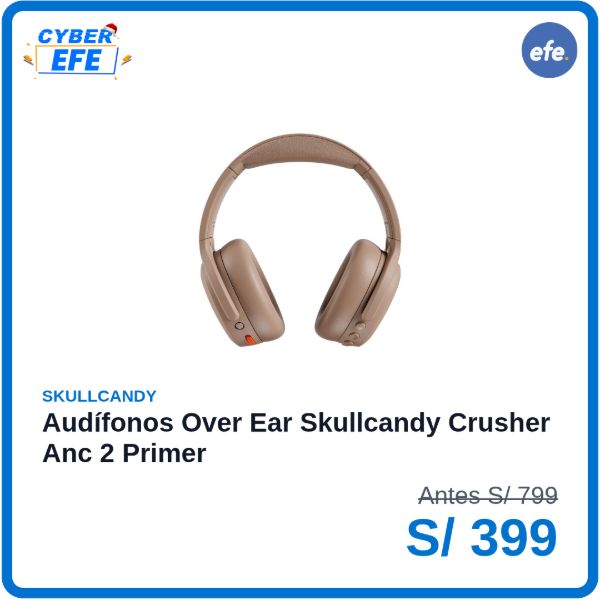 CYBER
EFE
efe.
SKULLCANDY
Audífonos Over Ear Skullcandy Crusher
Anc 2 Primer
Antes S/ 799
S/ 399